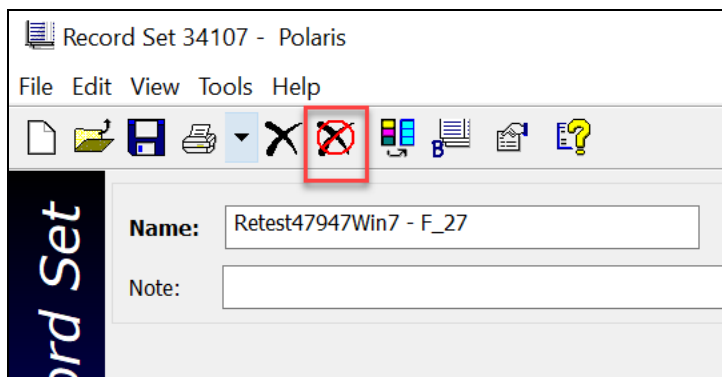 Record Set 34107 - Polaris
File Edit View Tools Help
B
Name: Retest47947Win7 - F_27
Note:
ord Set